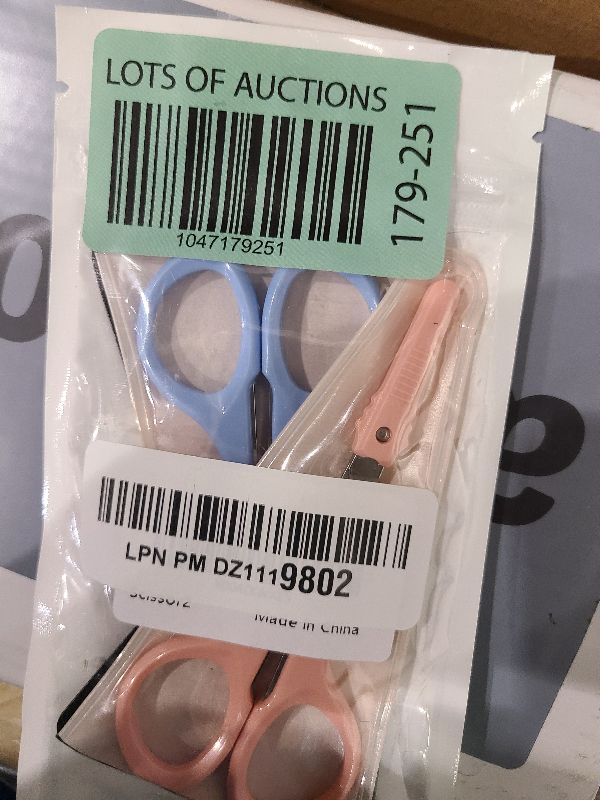 LOTS OF AUCTIONS
179-251
1047179251
LPN PM DZ1119802
Made in China
e